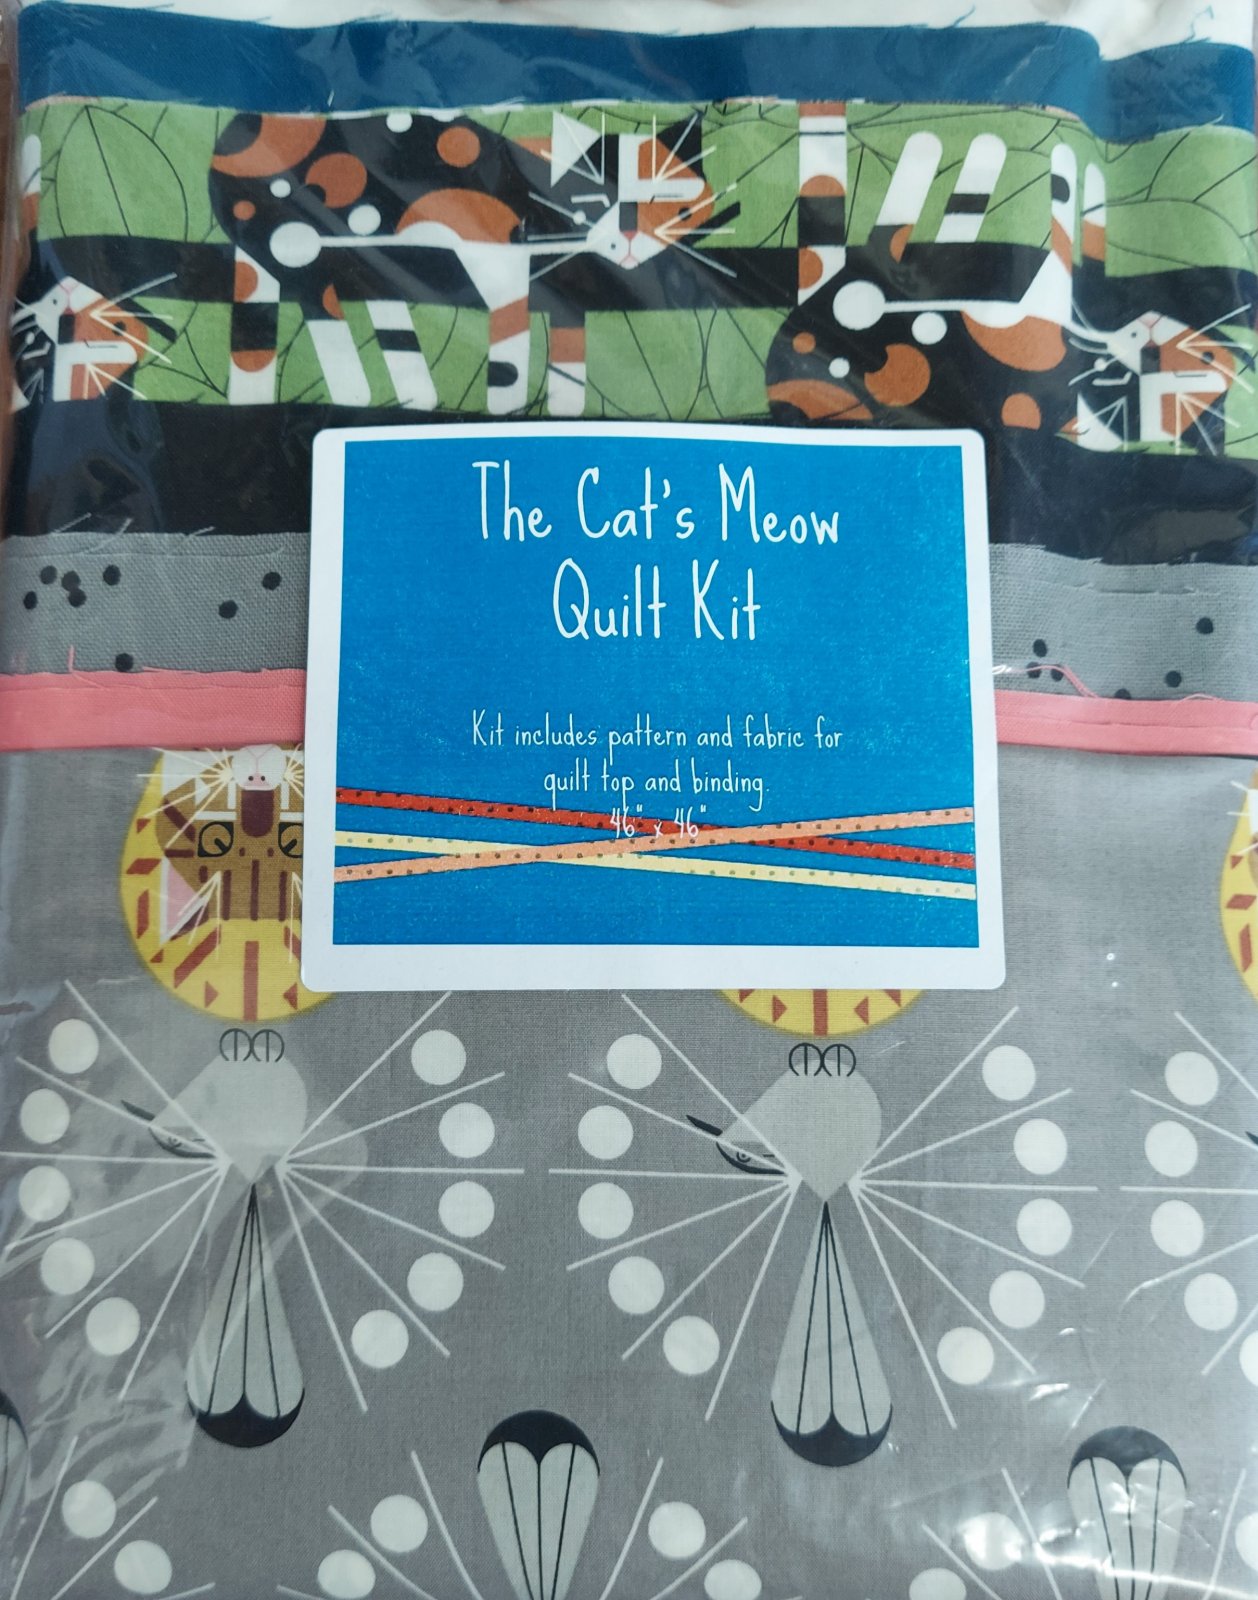 The Cat's Meow
Quilt Kit
Kit includes pattern and fabric for
quilt top and binding.
46" x 46"